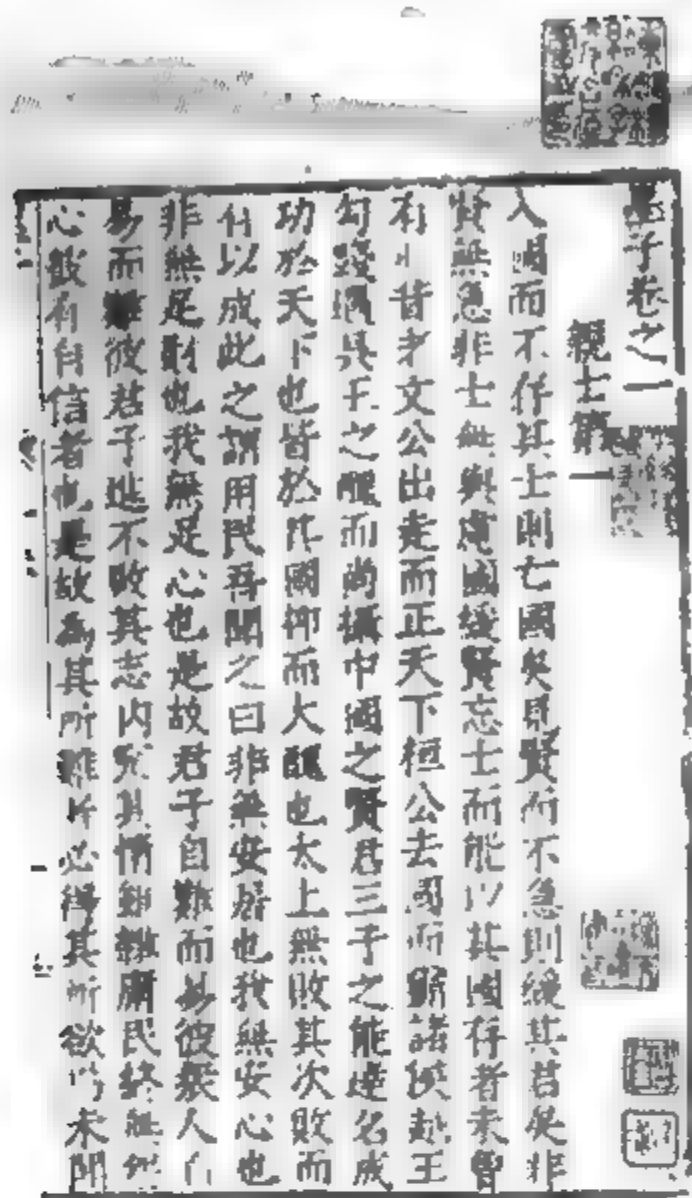 墨子卷之一
親士第一
入國而不存其士則亡國矣見賢而不急則緩其君矣非
賢無急非士無與慮國緩賢忘士而能以其國存者未曾
有也昔者文公出走而正天下桓公去國而霸諸侯越王
勾踐遇吳王之醜而尚攝中國之賢君三子之能達名成
功於天下也皆於其國抑而大醜也太上無敗其次敗而
有以成此之謂用民吾聞之曰非無安居也我無安心也
非無足財也我無足心也是故君子自難而易彼衆人自
易而難彼君子進不敗其志內究其情雖雜庸民終無怨
心彼有自信者也是故為其所難者必得其所欲焉未聞